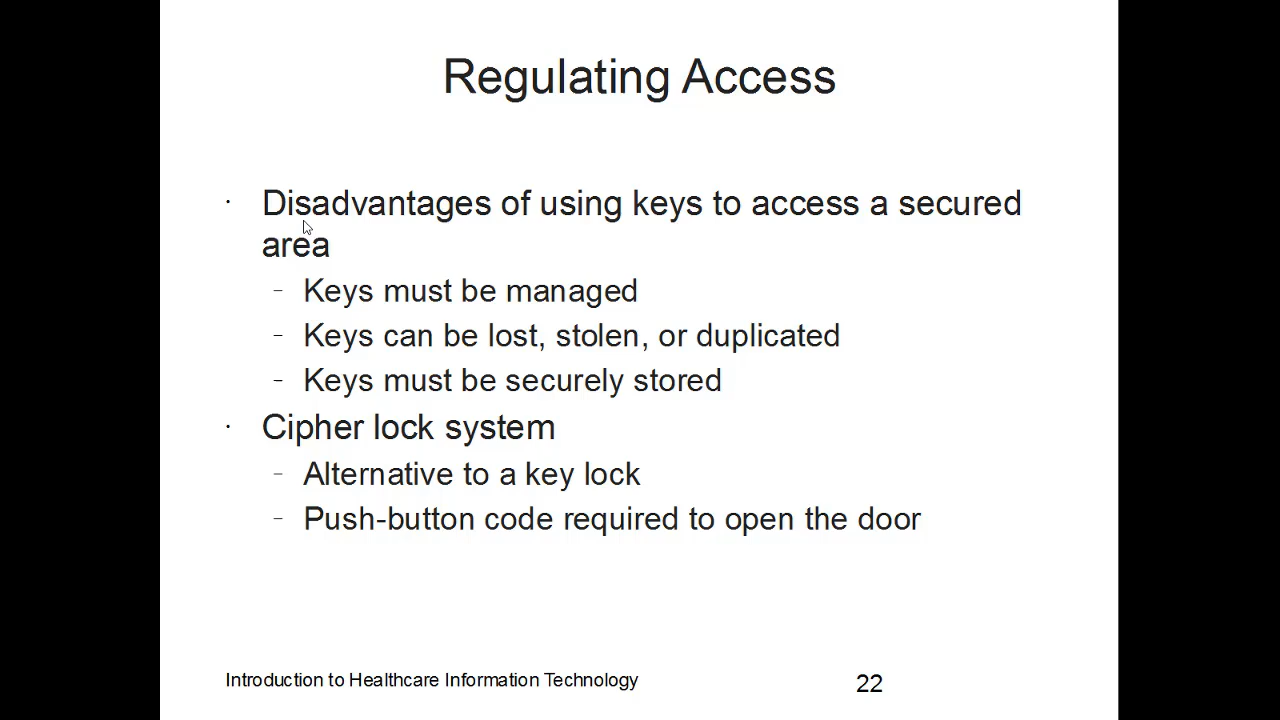 Regulating Access
· Disadvantages of using keys to access a secured
area
– Keys must be managed
– Keys can be lost, stolen, or duplicated
– Keys must be securely stored
· Cipher lock system
– Alternative to a key lock
– Push-button code required to open the door
Introduction to Healthcare Information Technology
22